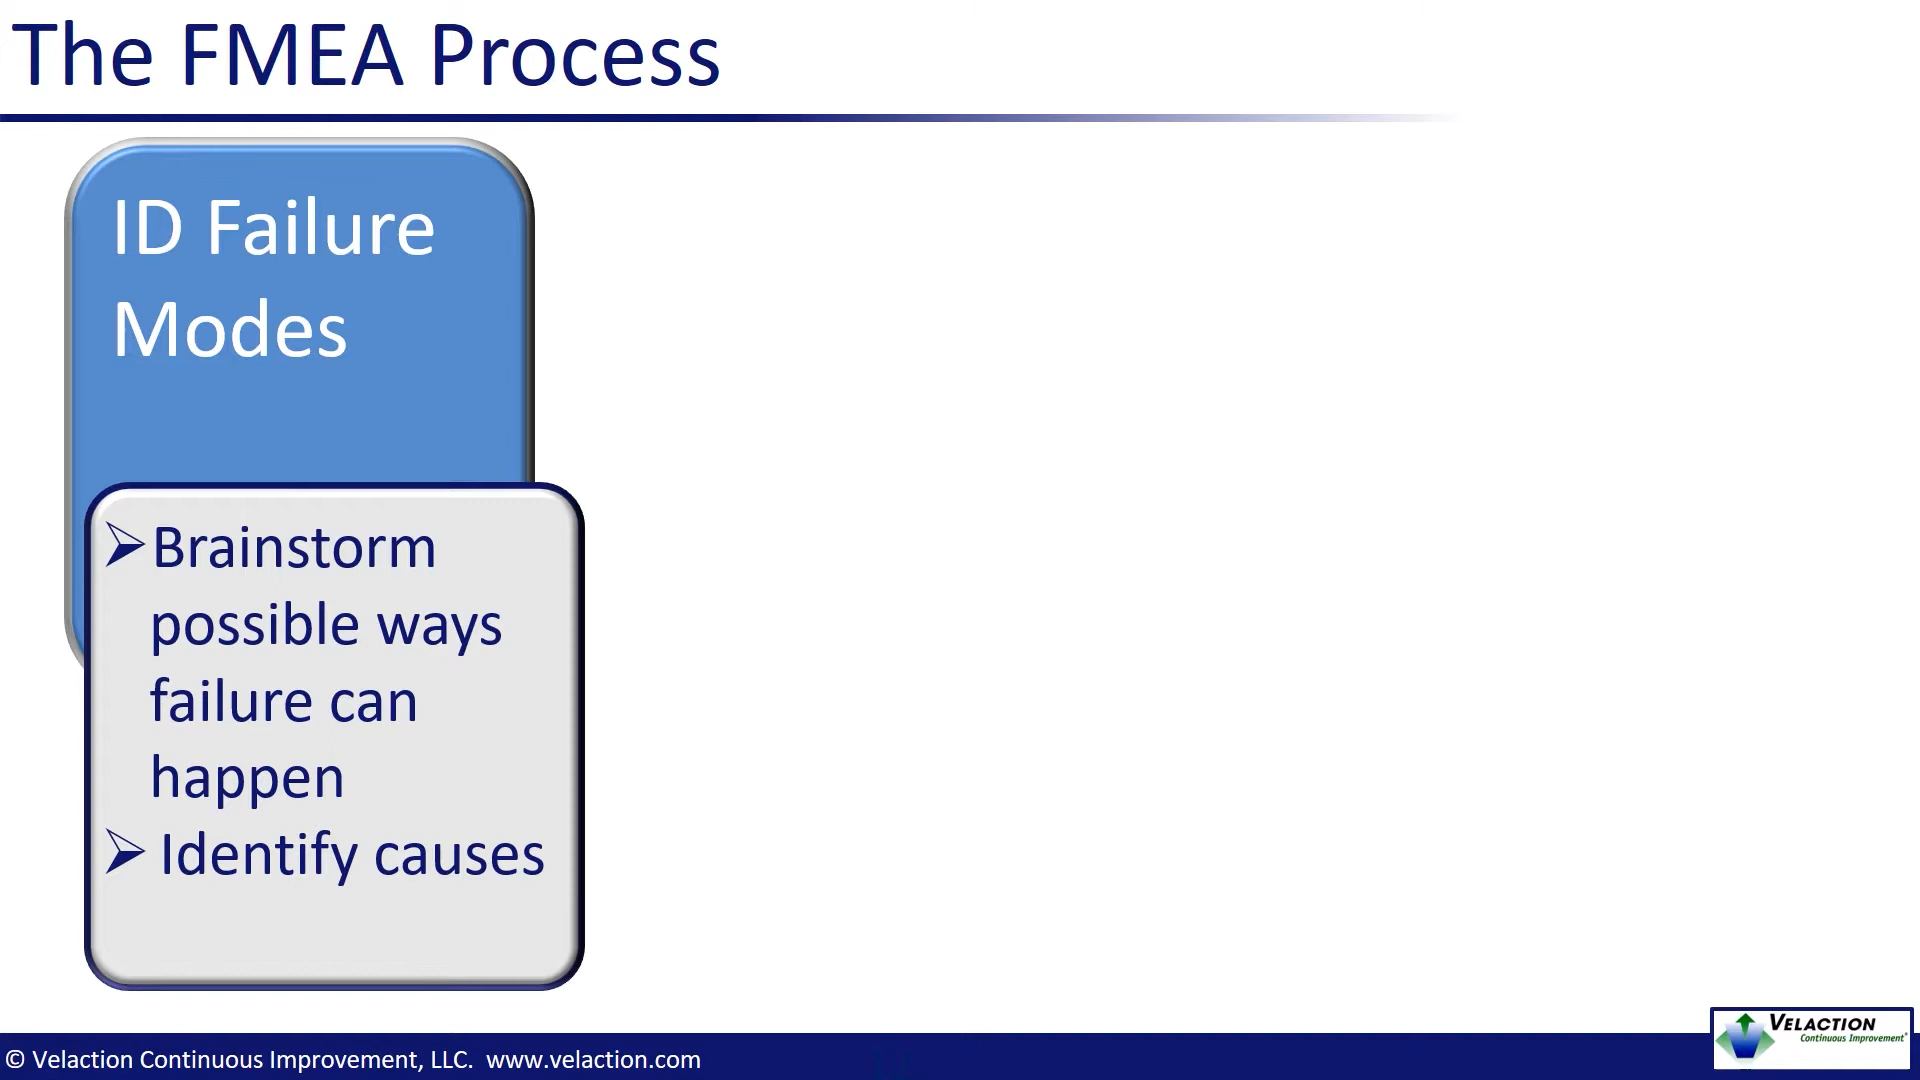 The FMEA Process
ID Failure
Modes
➢Brainstorm
possible ways
failure can
happen
➢ Identify causes
© Velaction Continuous Improvement, LLC. www.velaction.com
VELACTION
Continuous Improvement®